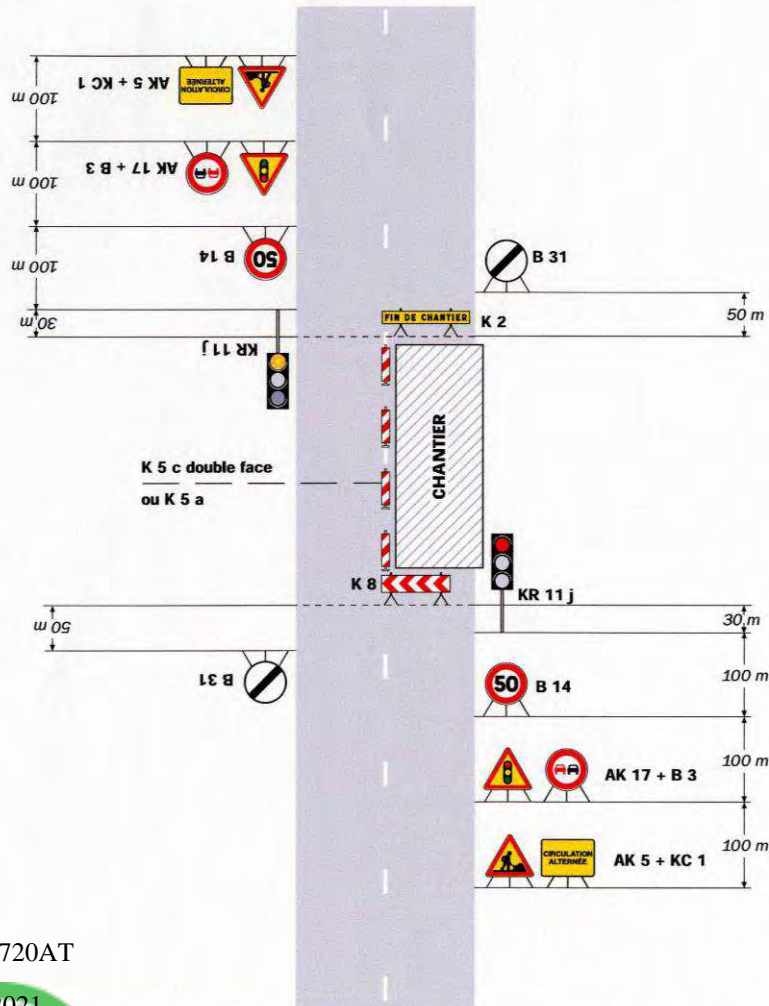 AK 5 + KC 1
CIRCULATION
ALTERNÉE
100 m
AK 17 + B 3
100 m
B 14
50
100 m
B 31
50 m
30 m
KR 11 j
FIN DE CHANTIER
K 2
CHANTIER
K 5 c double face
ou K 5 a
K 8
KR 11 j
50 m
30 m
B 31
50
B 14
100 m
AK 17 + B 3
100 m
CIRCULATION
ALTERNÉE
AK 5 + KC 1
100 m
720AT
2021